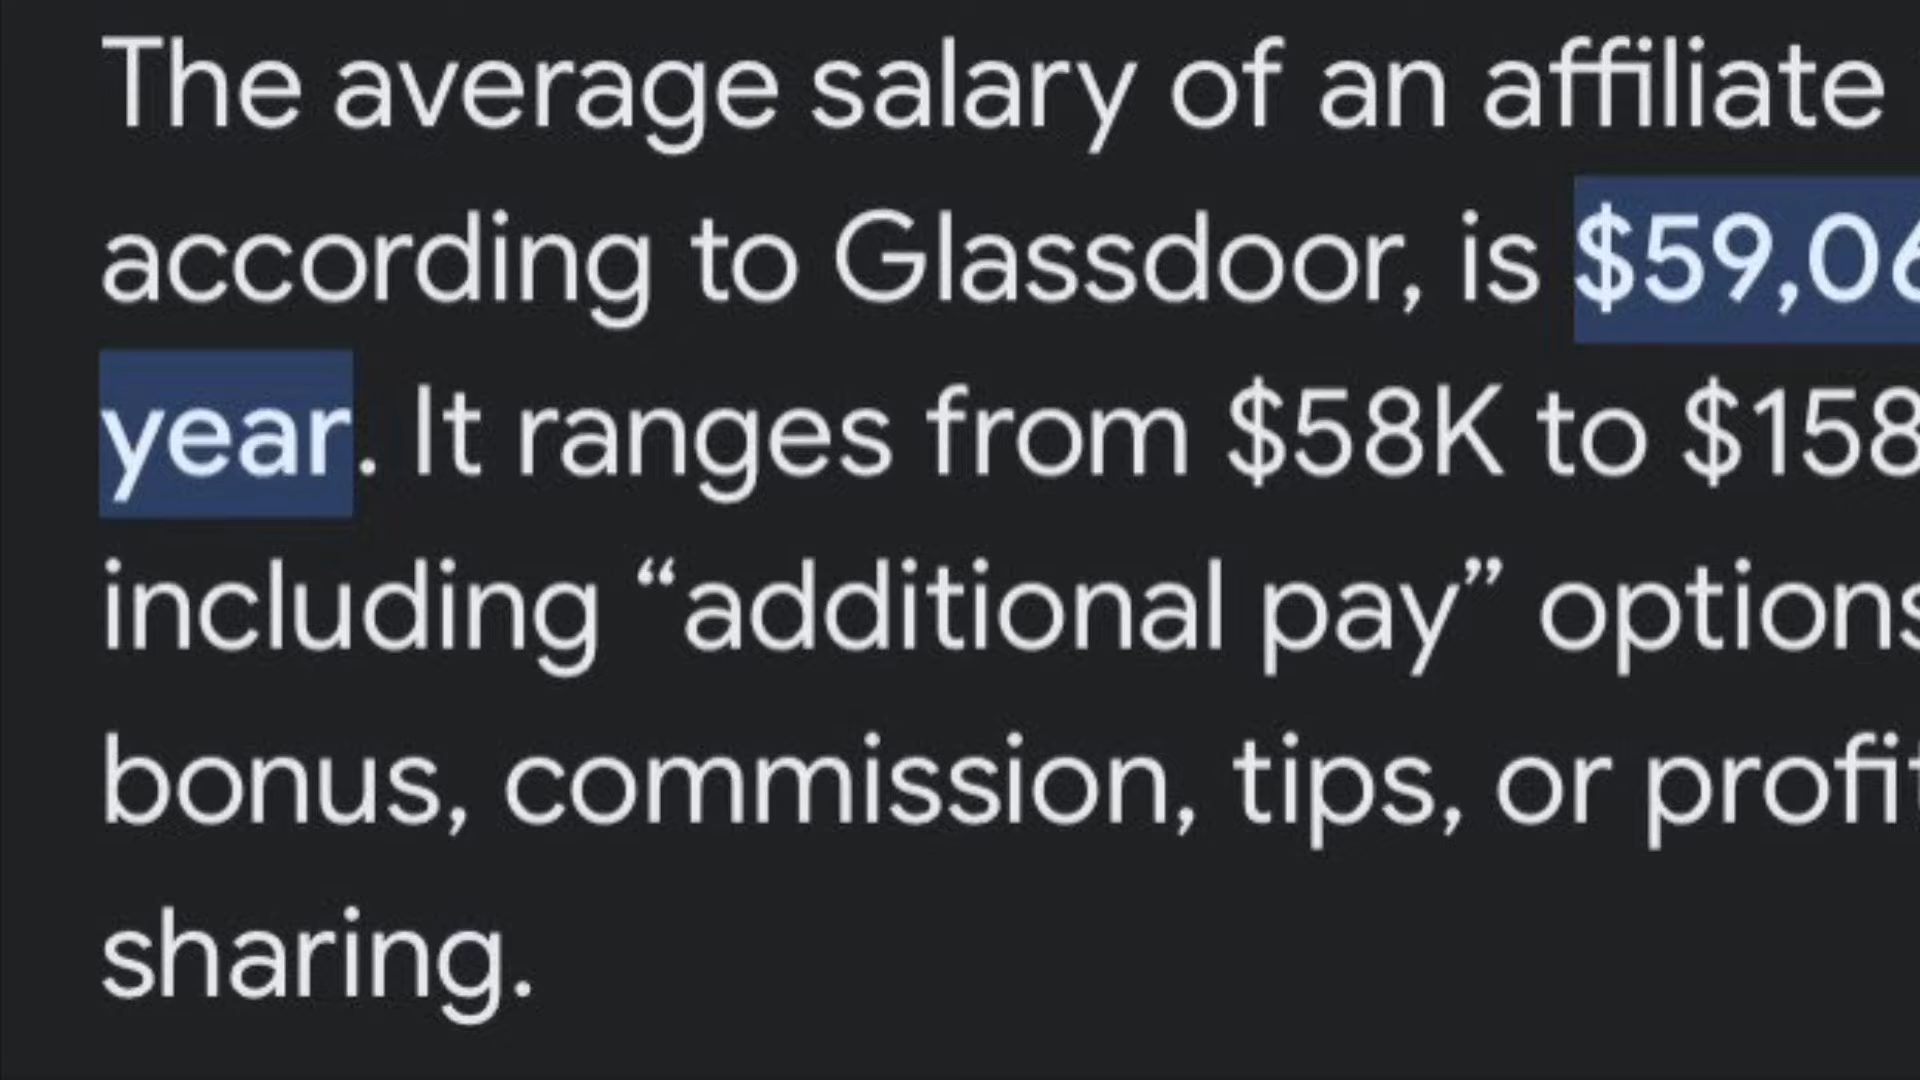 The average salary of an affiliate
according to Glassdoor, is $59,06
year. It ranges from $58K to $158
including “additional pay” options
bonus, commission, tips, or profit
sharing.